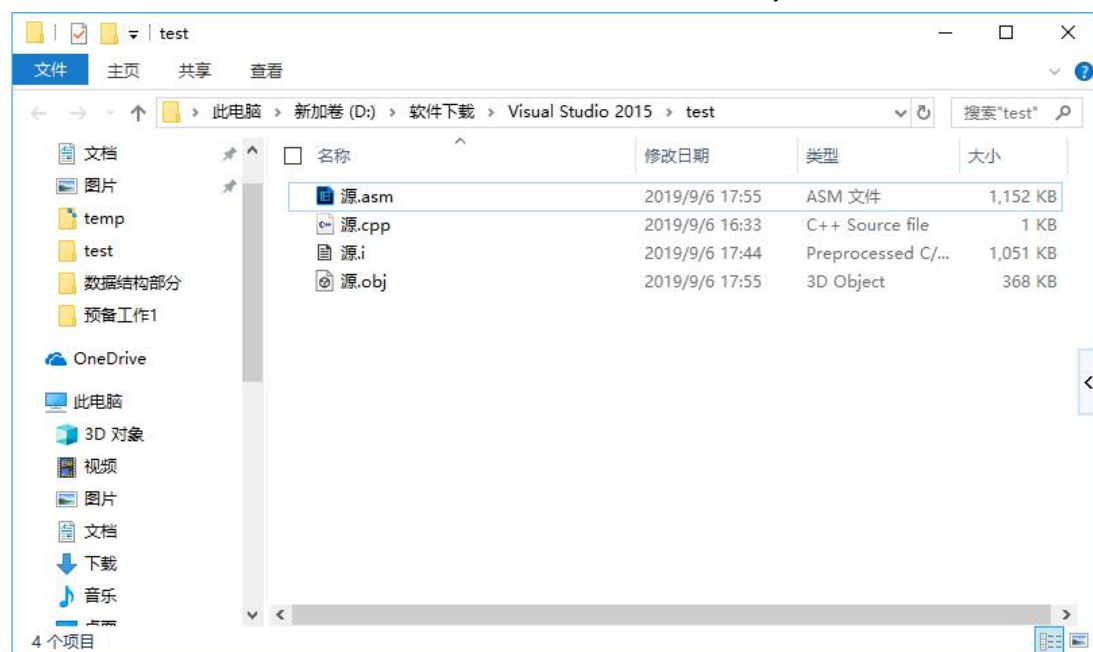 test
文件 主页 共享 查看
此电脑 新加卷 (D:) 软件下载 Visual Studio 2015 test 搜索"test"
名称 修改日期 类型 大小
文档
图片
temp
test
数据结构部分
预备工作1
OneDrive
此电脑
3D 对象
视频
图片
文档
下载
音乐
源.asm 2019/9/6 17:55 ASM 文件 1,152 KB
源.cpp 2019/9/6 16:33 C++ Source file 1 KB
源.i 2019/9/6 17:44 Preprocessed C/... 1,051 KB
源.obj 2019/9/6 17:55 3D Object 368 KB
4 个项目